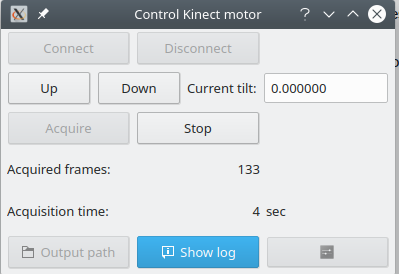 Control Kinect motor
Connect Disconnect
Up Down Current tilt: 0.000000
Acquire Stop
Acquired frames: 133
Acquisition time: 4 sec
Output path Show log